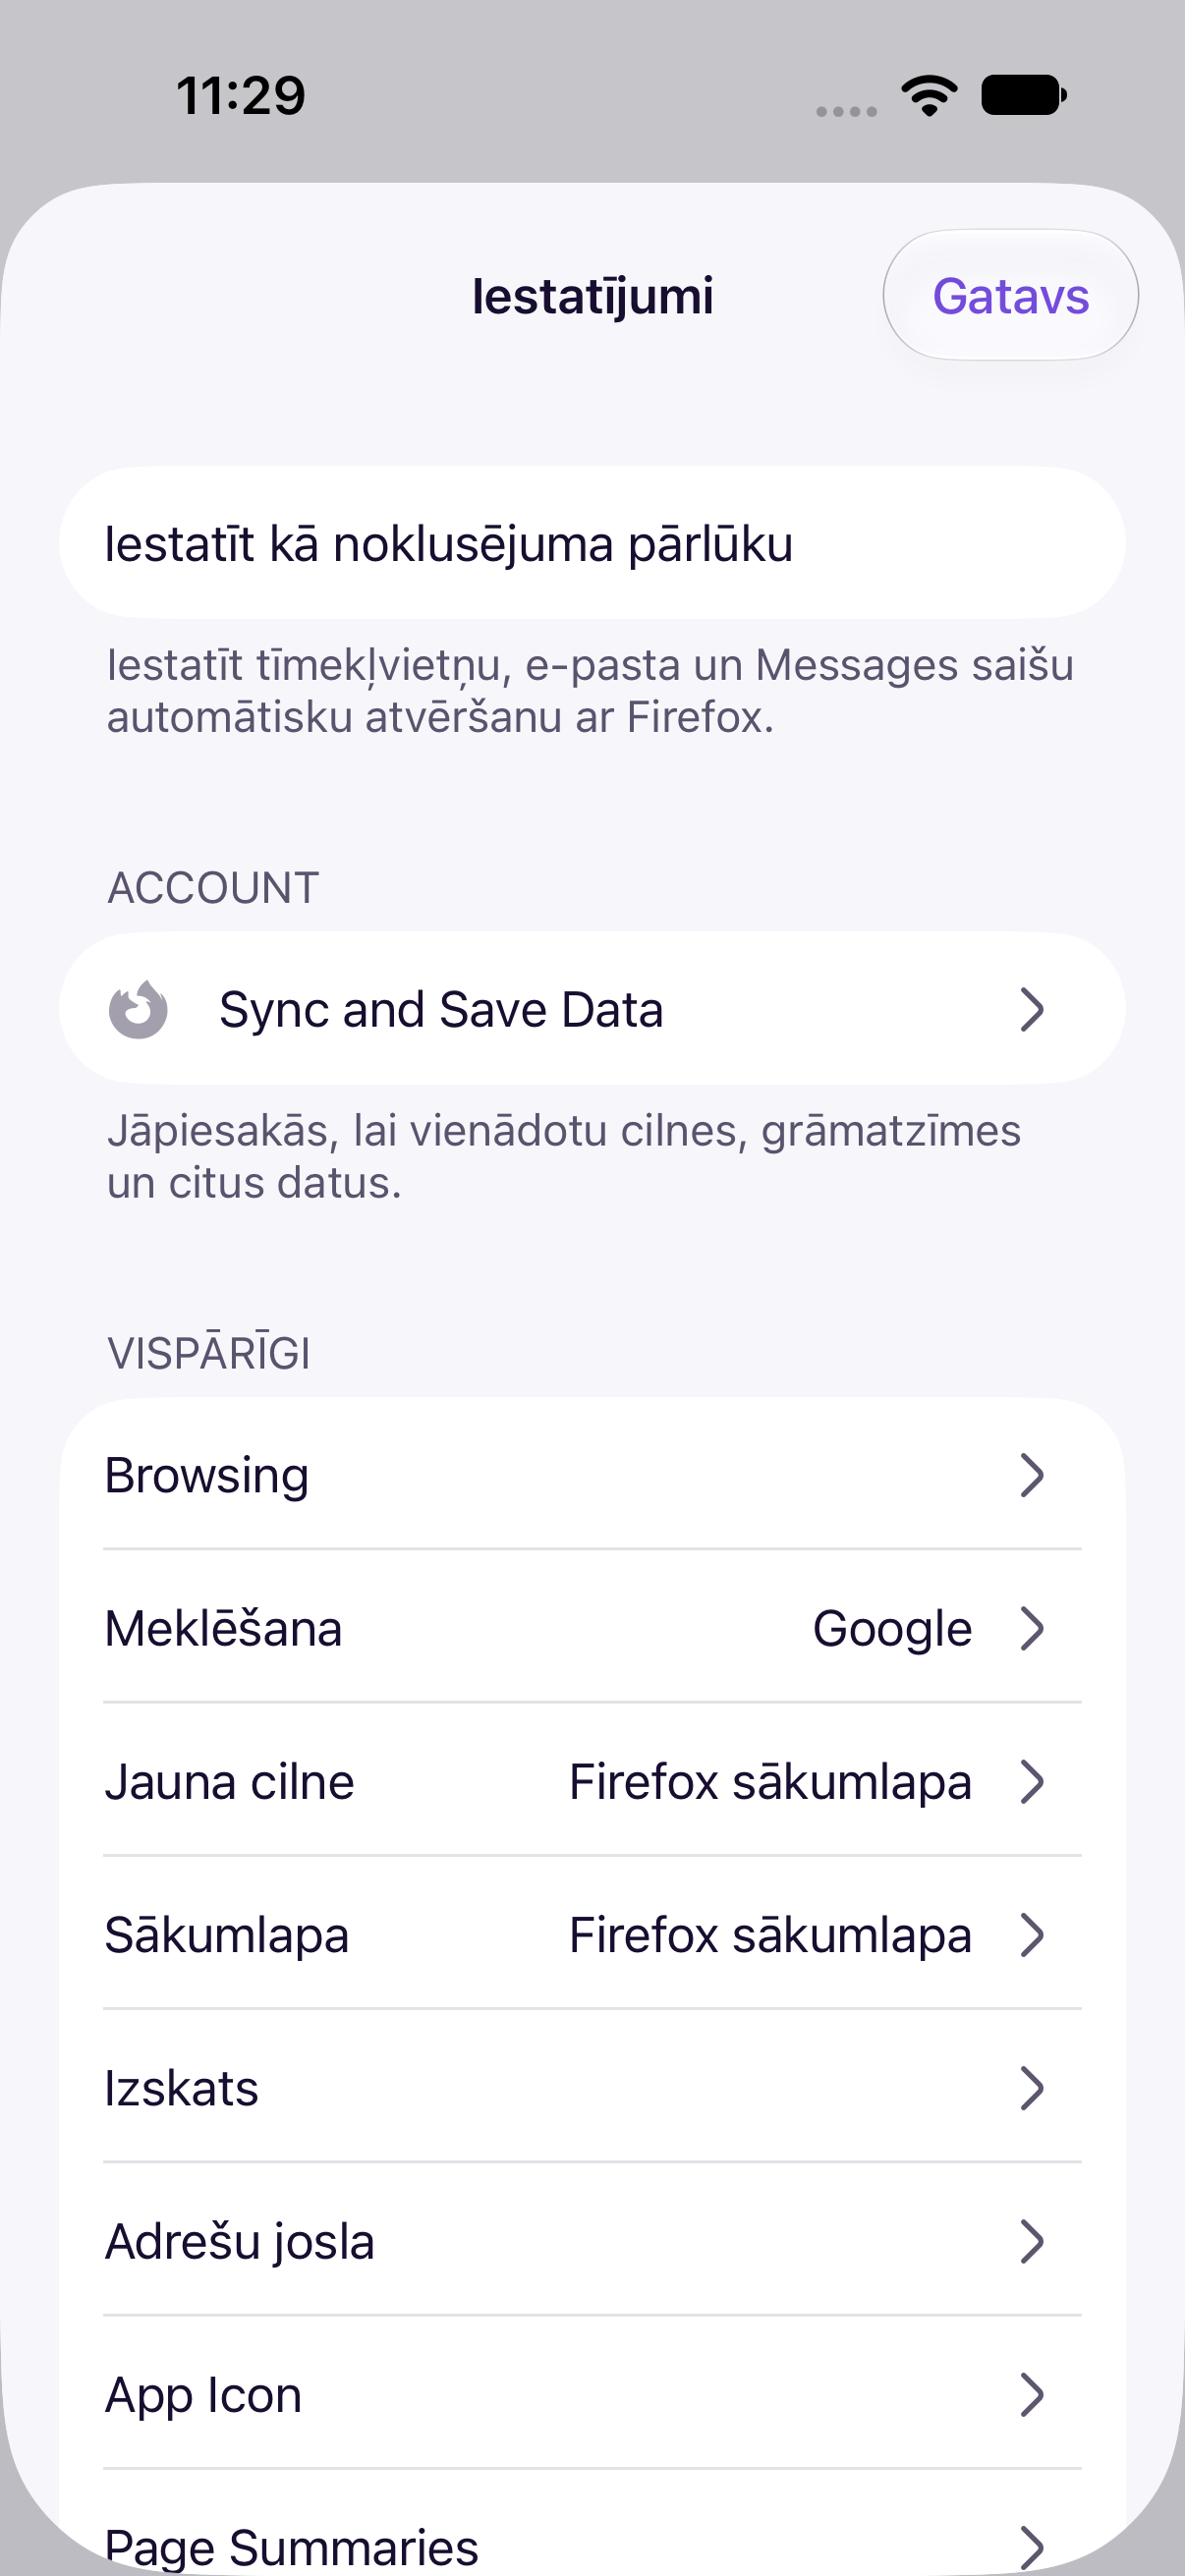 11:29
Iestatījumi
Gatavs
Iestatīt kā noklusējuma pārlūku
Iestatīt tīmekļvietņu, e-pasta un Messages saišu
automātisku atvēršanu ar Firefox.
ACCOUNT
Sync and Save Data
Jāpiesakās, lai vienādotu cilnes, grāmatzīmes
un citus datus.
VISPĀRĪGI
Browsing
Meklēšana Google
Jauna cilne Firefox sākumlapa
Sākumlapa Firefox sākumlapa
Izskats
Adrešu josla
App Icon
Page Summaries